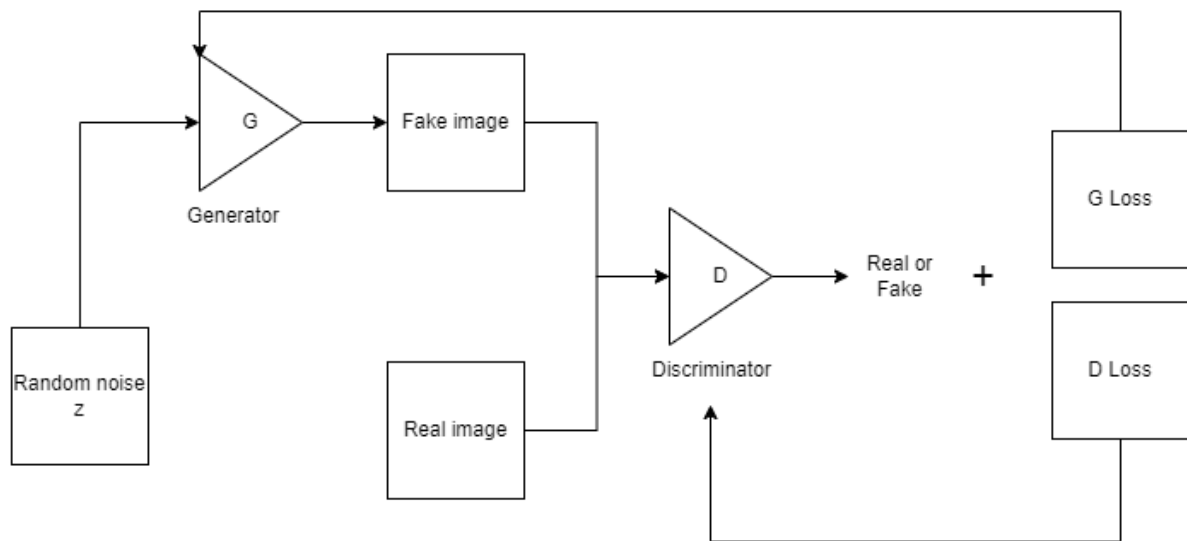 G
Generator
Fake image
Random noise
z
Real image
D
Discriminator
Real or
Fake
+
G Loss
D Loss